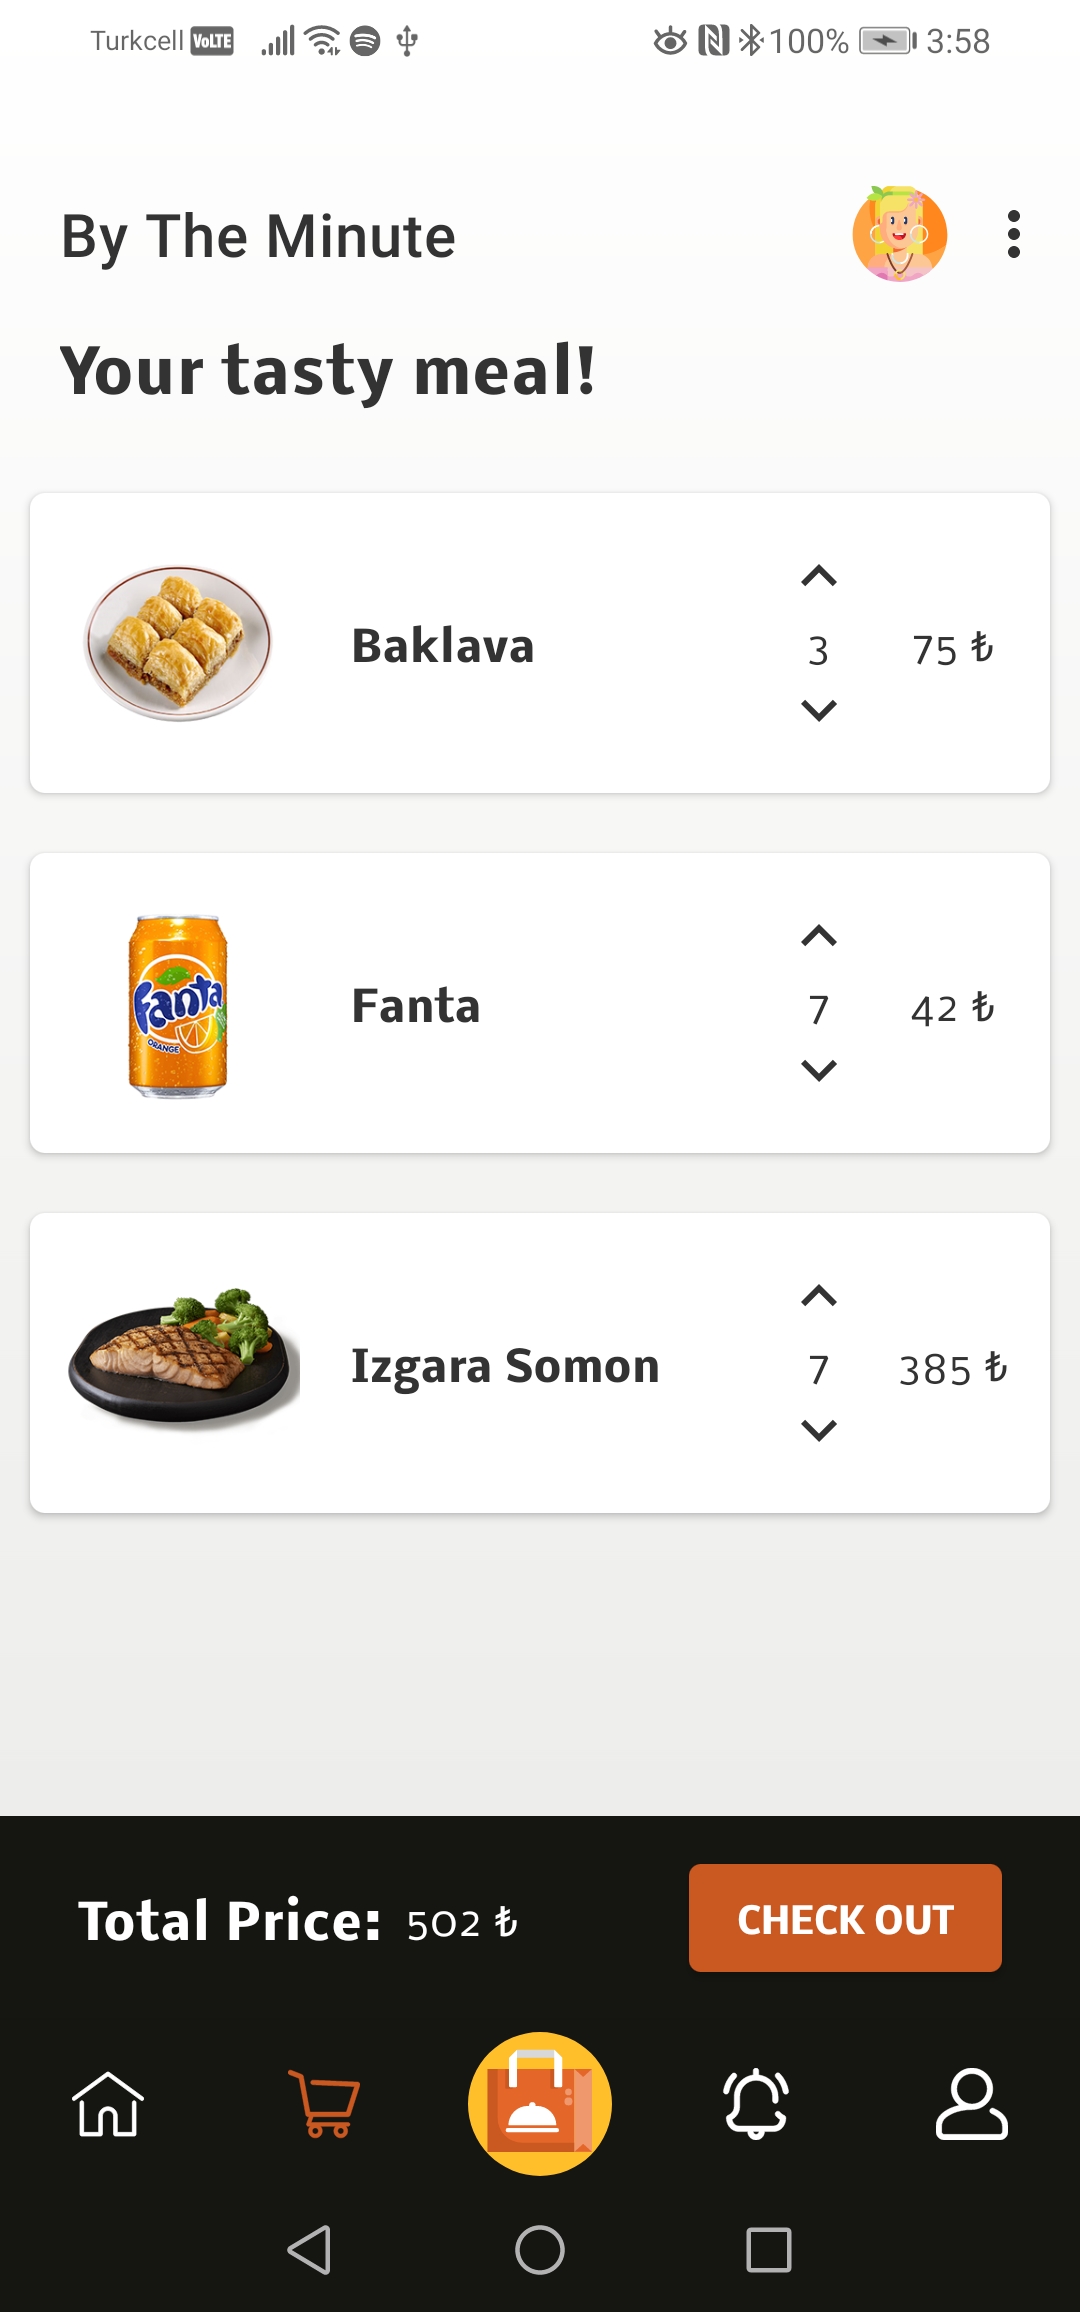 Turkcell VoLTE 100% 3:58
By The Minute
Your tasty meal!
Baklava
3
75 ₺
Fanta
ORANGE
Fanta
7
42 ₺
Izgara Somon
7
385 ₺
Total Price: 502 ₺
CHECK OUT